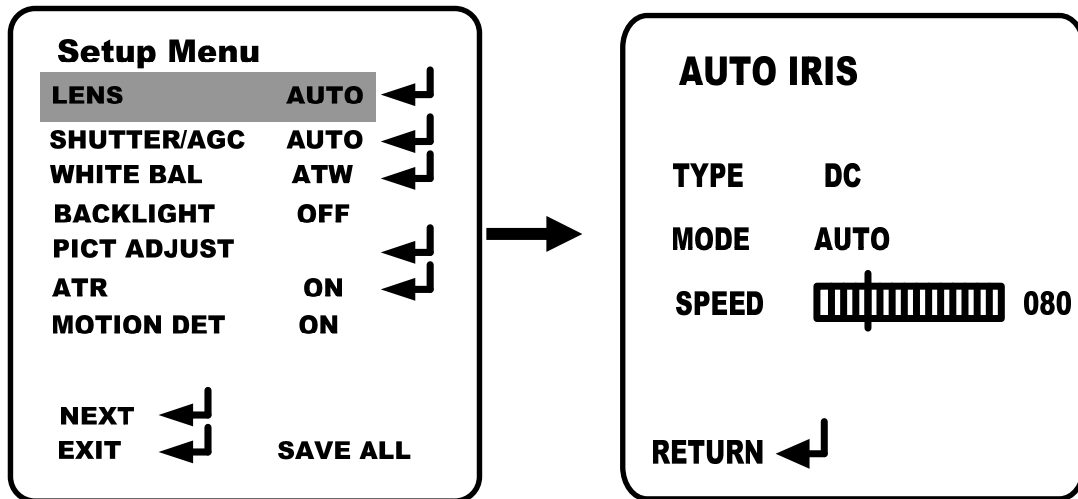 Setup Menu
LENS AUTO
SHUTTER/AGC AUTO
WHITE BAL ATW
BACKLIGHT OFF
PICT ADJUST
ATR ON
MOTION DET ON
NEXT
EXIT SAVE ALL
AUTO IRIS
TYPE DC
MODE AUTO
SPEED 080
RETURN